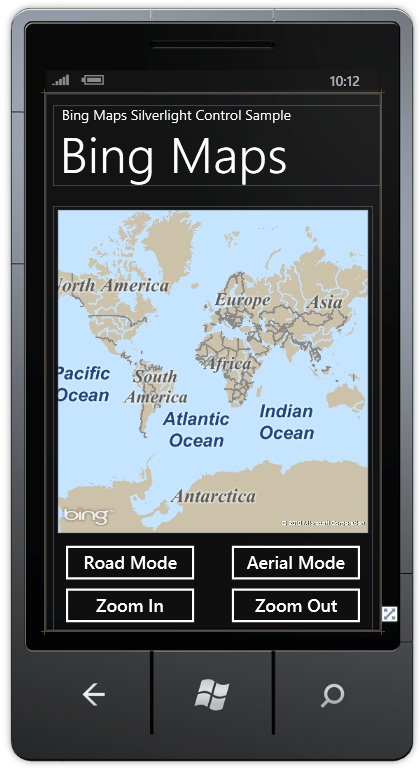 10:12
Bing Maps Silverlight Control Sample
Bing Maps
North America
Europe
Asia
Africa
Pacific
Ocean
South
America
Atlantic
Ocean
Indian
Ocean
Antarctica
bing
© 2010 Microsoft Corporation
Road Mode
Aerial Mode
Zoom In
Zoom Out